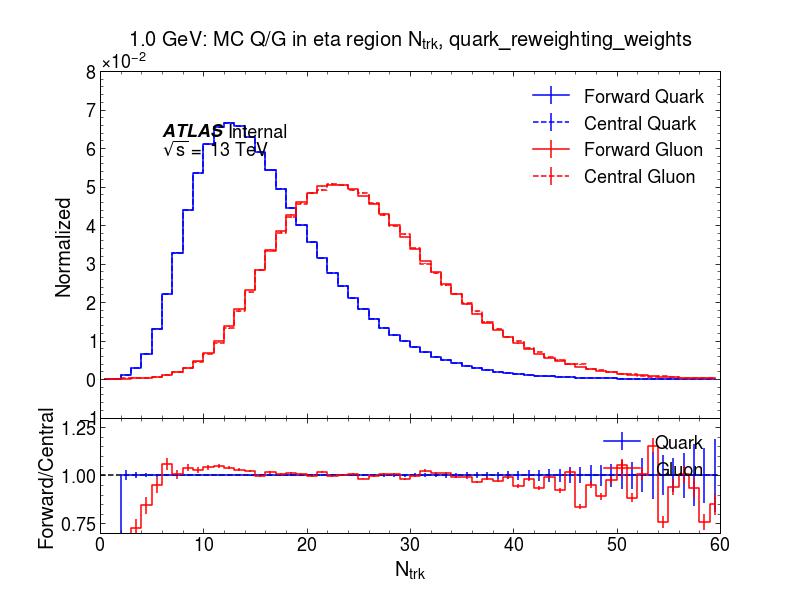 1.0 GeV: MC Q/G in eta region N_trk, quark_reweighting_weights
×10⁻²
8
7
6
5
4
3
2
1
0
−1
Normalized
ATLAS Internal
√s = 13 TeV
Forward Quark
Central Quark
Forward Gluon
Central Gluon
1.25
1.00
0.75
Forward/Central
Quark
Gluon
0 10 20 30 40 50 60
N_trk